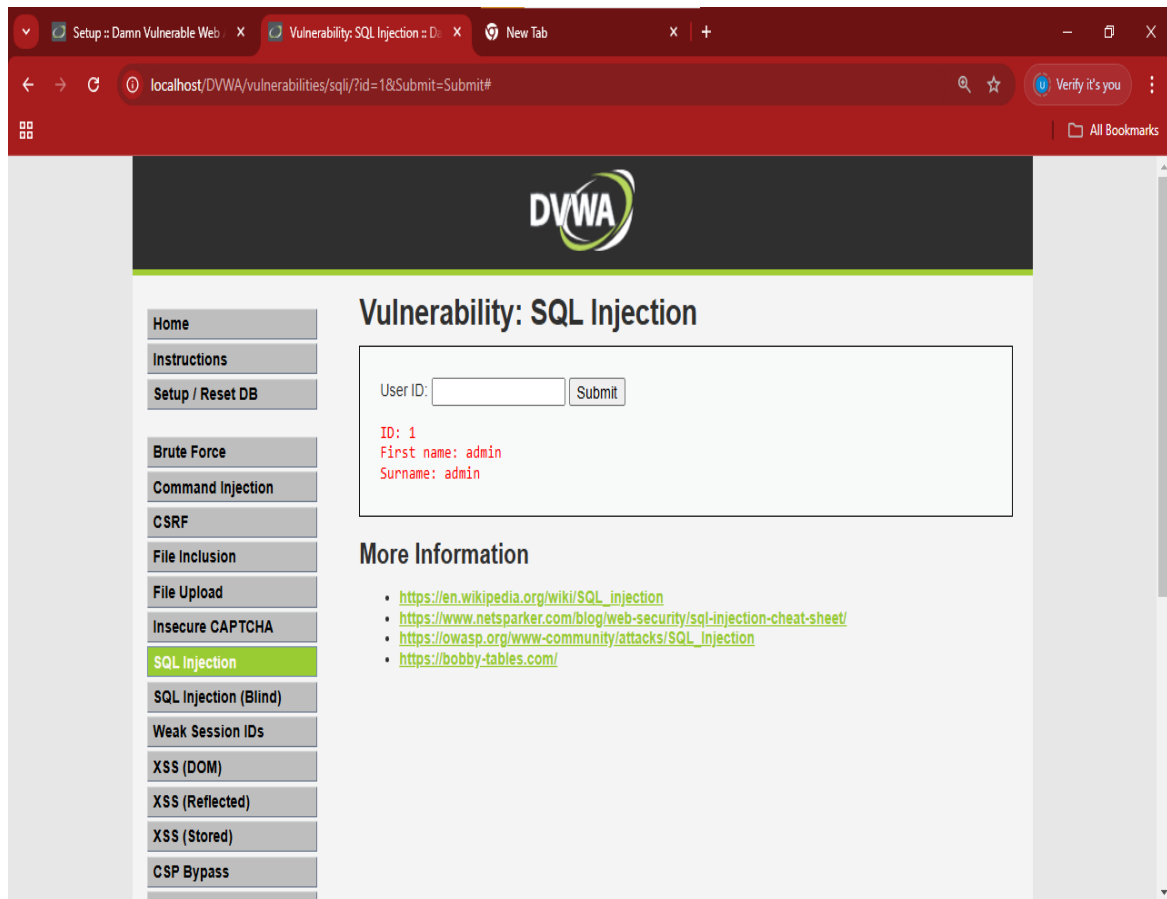 Setup :: Damn Vulnerable Web
Vulnerability: SQL Injection :: Da
New Tab
localhost/DVWA/vulnerabilities/sqli/?id=1&Submit=Submit#
U
Verify it's you
All Bookmarks
DVWA
Home
Instructions
Setup / Reset DB
Brute Force
Command Injection
CSRF
File Inclusion
File Upload
Insecure CAPTCHA
SQL Injection
SQL Injection (Blind)
Weak Session IDs
XSS (DOM)
XSS (Reflected)
XSS (Stored)
CSP Bypass
Vulnerability: SQL Injection
User ID: Submit
ID: 1
First name: admin
Surname: admin
More Information
• https://en.wikipedia.org/wiki/SQL_injection
• https://www.netsparker.com/blog/web-security/sql-injection-cheat-sheet/
• https://owasp.org/www-community/attacks/SQL_Injection
• https://bobby-tables.com/